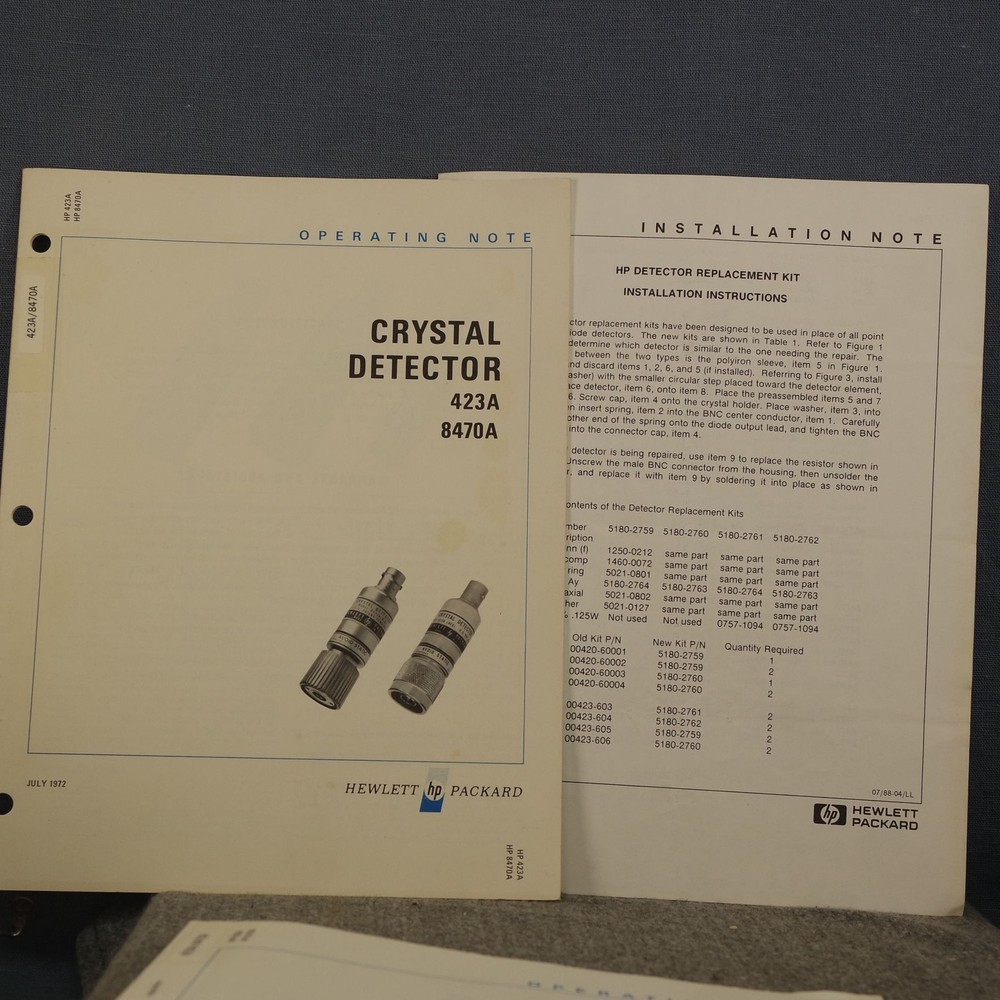 HP 423A
HP 8470A
423A/8470A
OPERATING NOTE
CRYSTAL
DETECTOR
423A
8470A
JULY 1972
HEWLETT hp PACKARD
HP 423A
HP 8470A
INSTALLATION NOTE
HP DETECTOR REPLACEMENT KIT
INSTALLATION INSTRUCTIONS
replacement kits have been designed to be used in place of all point
detectors. The new kits are shown in Table 1. Refer to Figure 1
determine which detector is similar to the one needing the repair. The
between the two types is the polyiron sleeve, item 5 in Figure 1.
discard items 1, 2, 6, and 5 (if installed). Referring to Figure 3, install
with the smaller circular step placed toward the detector element,
detector, item 6, onto item 8. Place the preassembled items 5 and 7
6. Screw cap, item 4 onto the crystal holder. Place washer, item 3, into
insert spring, item 2 into the BNC center conductor, item 1. Carefully
other end of the spring onto the diode output lead, and tighten the BNC
into the connector cap, item 4.
detector is being repaired, use item 9 to replace the resistor shown in
Unscrew the male BNC connector from the housing, then unsolder the
and replace it with item 9 by soldering it into place as shown in
ontents of the Detector Replacement Kits
mber 5180-2759 5180-2760 5180-2761 5180-2762
ription
nn (f) 1250-0212 same part same part same part
comp 1460-0072 same part same part same part
ring 5021-0801 same part same part same part
Ay 5180-2764 5180-2763 5180-2764 5180-2763
axial 5021-0802 same part same part same part
her 5021-0127 same part same part same part
.125W Not used Not used 0757-1094 0757-1094
Old Kit P/N New Kit P/N Quantity Required
00420-60001 5180-2759 1
00420-60002 5180-2759 2
00420-60003 5180-2760 1
00420-60004 5180-2760 2
00423-603 5180-2761 2
00423-604 5180-2762 2
00423-605 5180-2759 2
00423-606 5180-2760 2
07/88-04/LL
hp HEWLETT
PACKARD